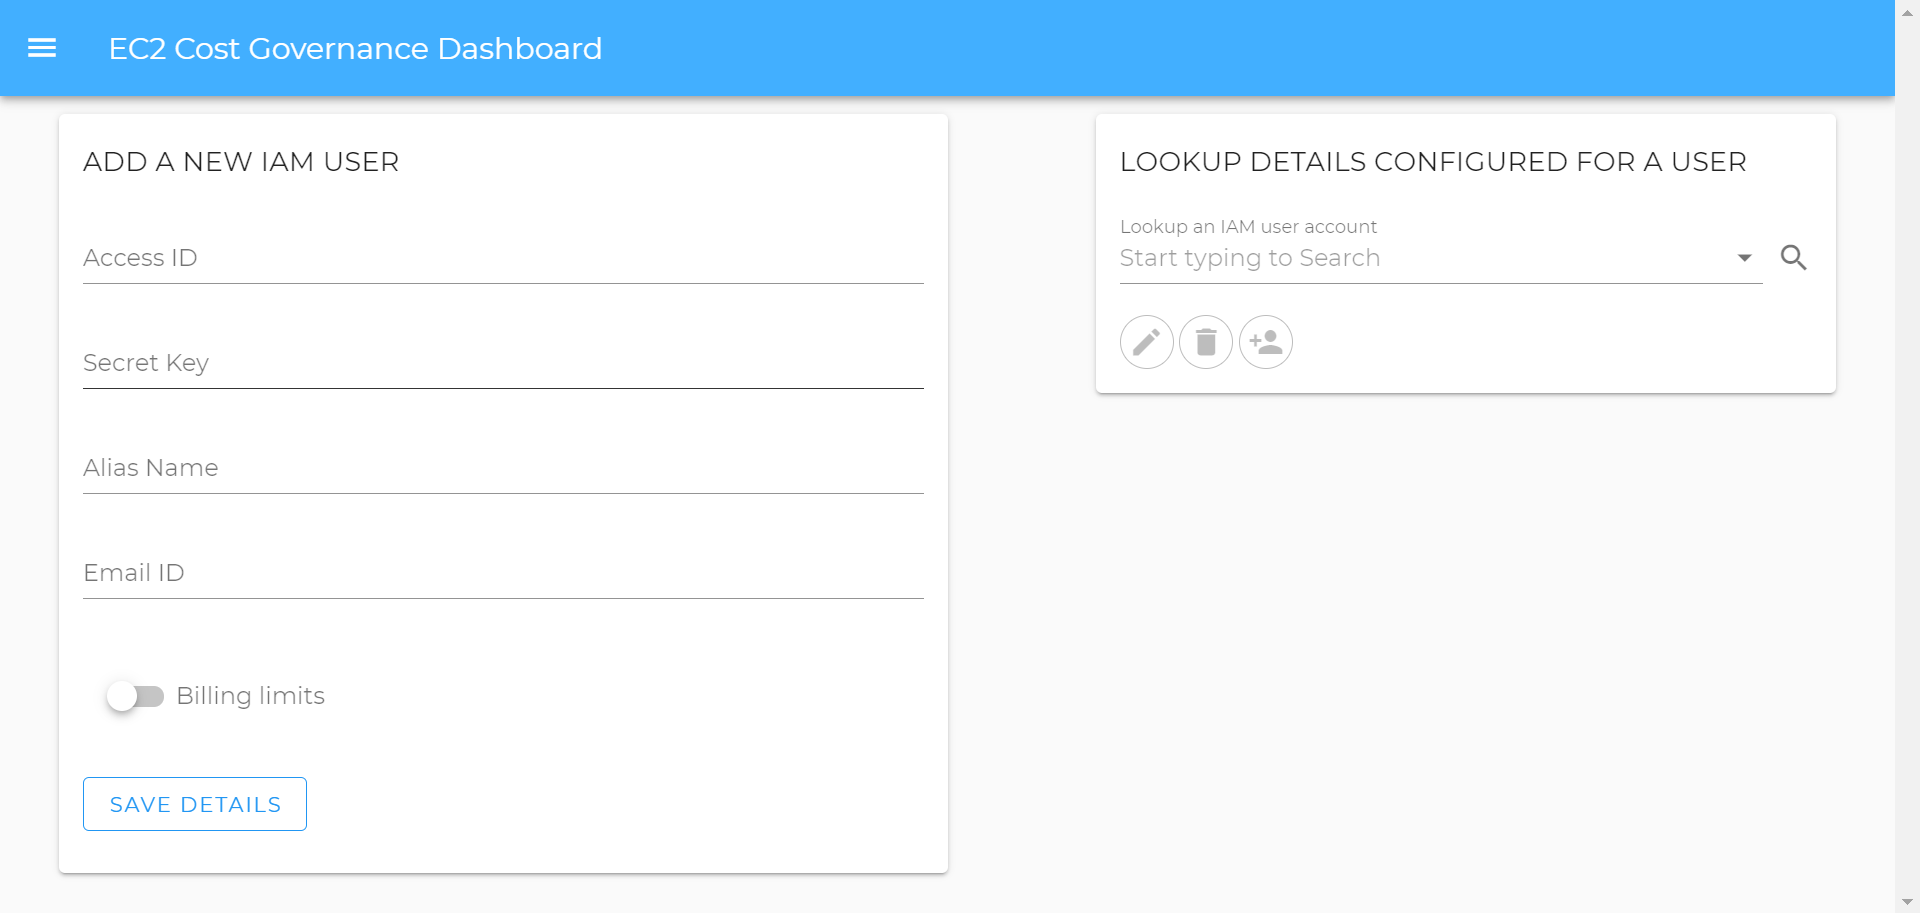 EC2 Cost Governance Dashboard
ADD A NEW IAM USER
Access ID
Secret Key
Alias Name
Email ID
Billing limits
SAVE DETAILS
LOOKUP DETAILS CONFIGURED FOR A USER
Lookup an IAM user account
Start typing to Search